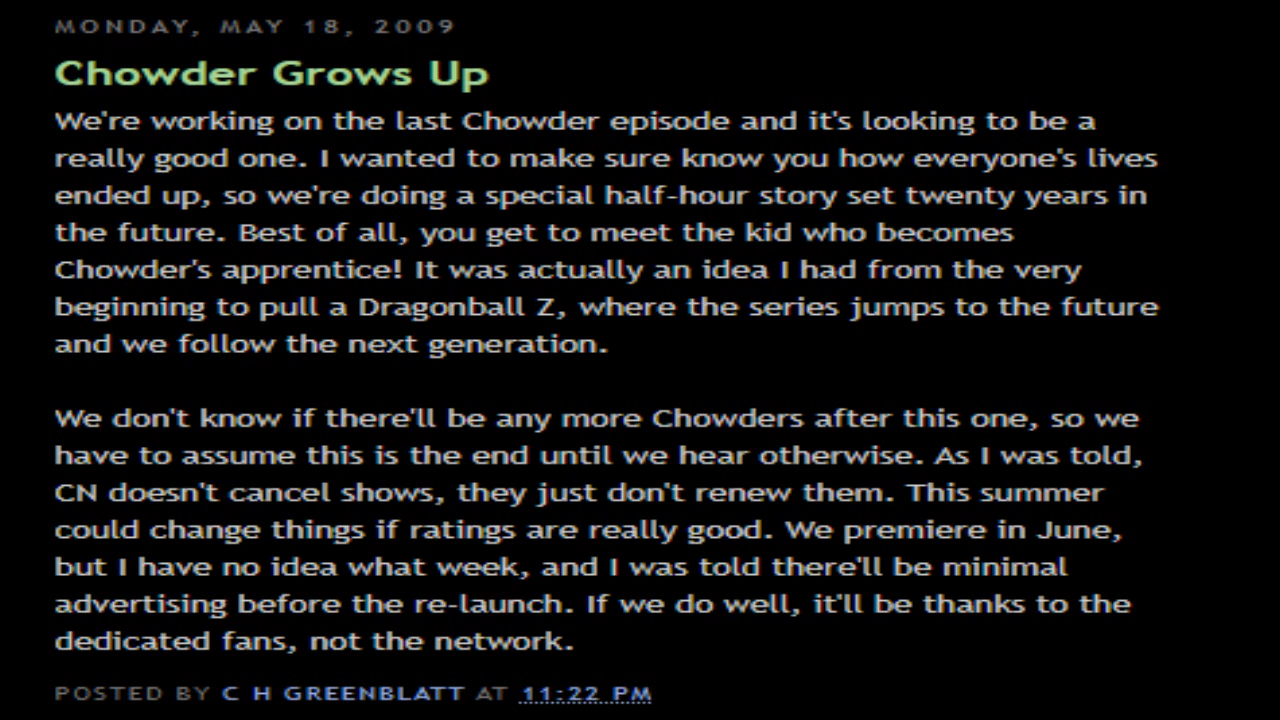 MONDAY, MAY 18, 2009
Chowder Grows Up
We're working on the last Chowder episode and it's looking to be a
really good one. I wanted to make sure know you how everyone's lives
ended up, so we're doing a special half-hour story set twenty years in
the future. Best of all, you get to meet the kid who becomes
Chowder's apprentice! It was actually an idea I had from the very
beginning to pull a Dragonball Z, where the series jumps to the future
and we follow the next generation.
We don't know if there'll be any more Chowders after this one, so we
have to assume this is the end until we hear otherwise. As I was told,
CN doesn't cancel shows, they just don't renew them. This summer
could change things if ratings are really good. We premiere in June,
but I have no idea what week, and I was told there'll be minimal
advertising before the re-launch. If we do well, it'll be thanks to the
dedicated fans, not the network.
POSTED BY C H GREENBLATT AT 11:22 PM